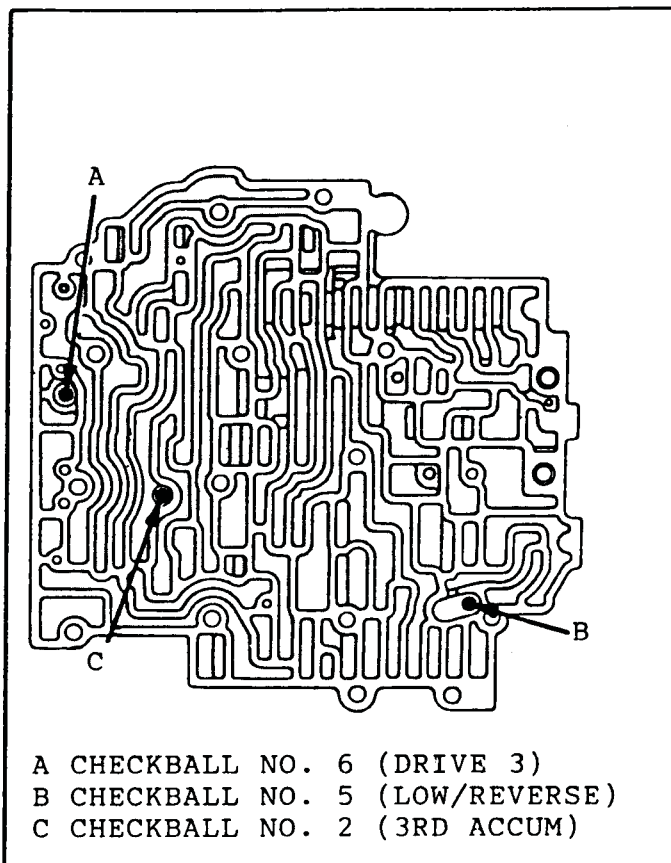 A
C
B
A CHECKBALL NO. 6 (DRIVE 3)
B CHECKBALL NO. 5 (LOW/REVERSE)
C CHECKBALL NO. 2 (3RD ACCUM)